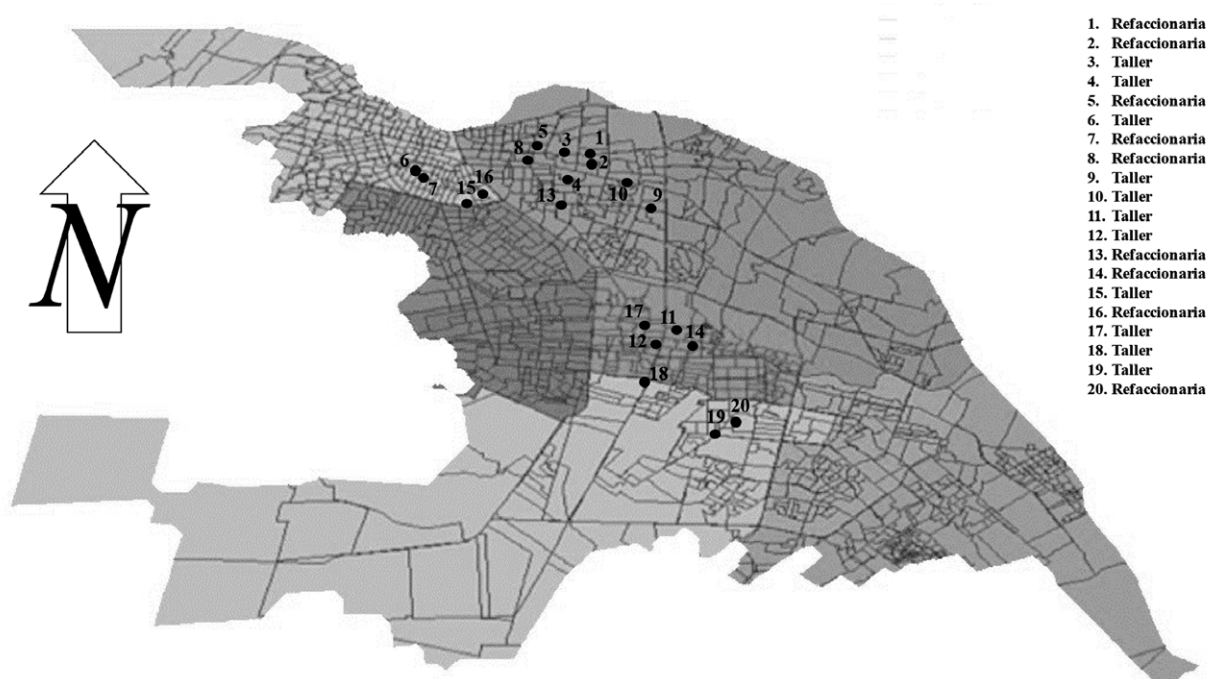 1. Refaccionaria
2. Refaccionaria
3. Taller
4. Taller
5. Refaccionaria
6. Taller
7. Refaccionaria
8. Refaccionaria
9. Taller
10. Taller
11. Taller
12. Taller
13. Refaccionaria
14. Refaccionaria
15. Taller
16. Refaccionaria
17. Taller
18. Taller
19. Taller
20. Refaccionaria
N
5
3
1
8
2
6
7
15
16
4
10
9
13
17
11
12
14
18
20
19